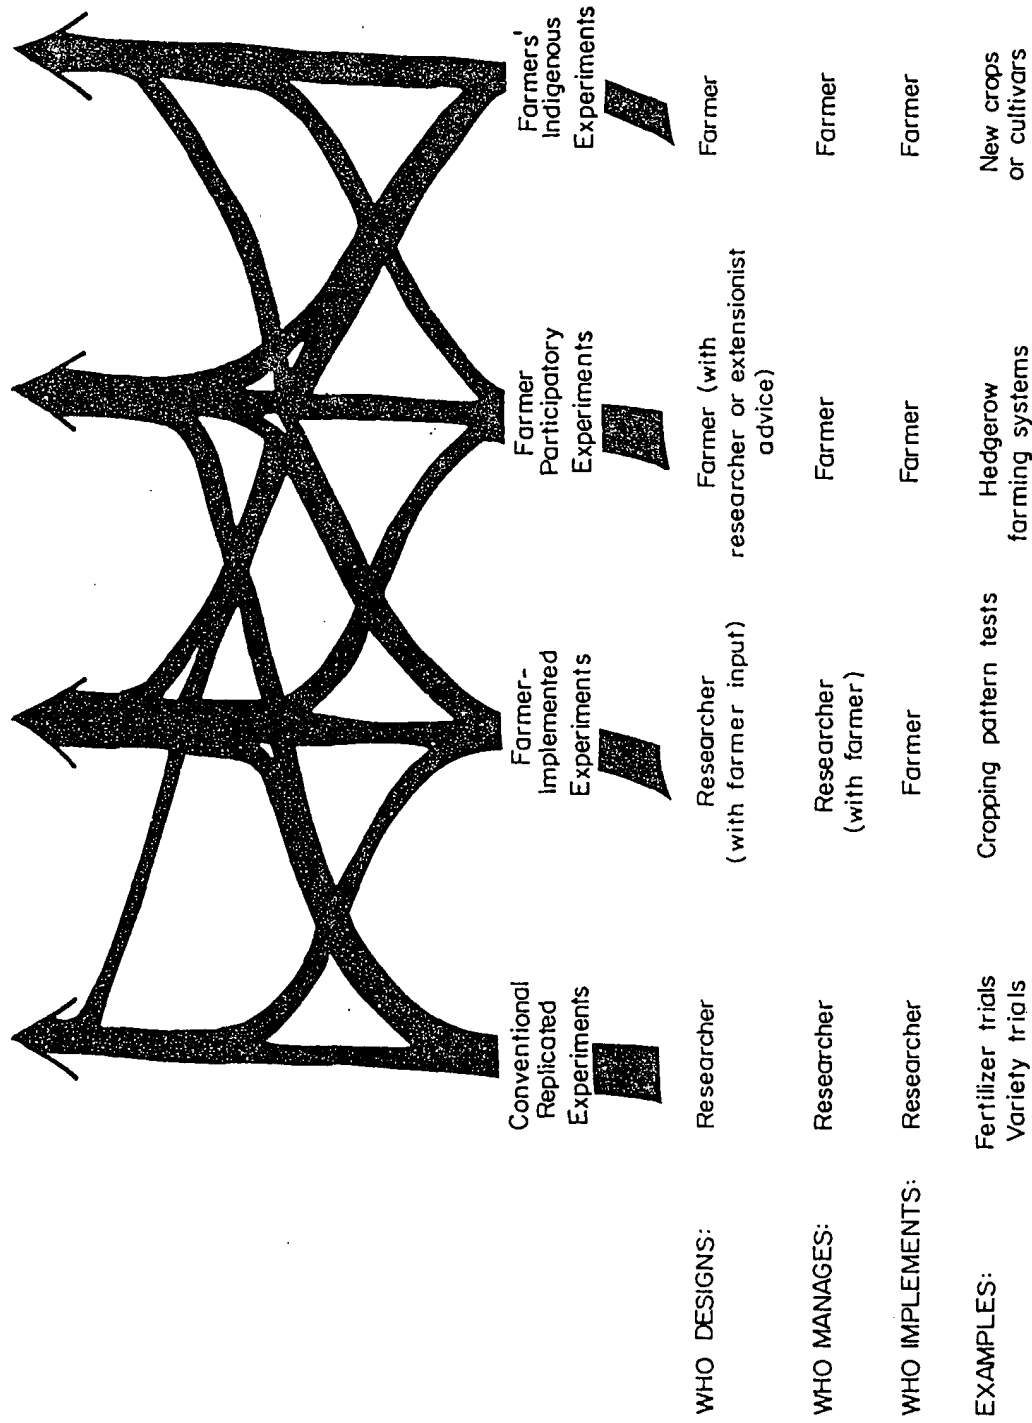 Conventional
Replicated
Experiments
Farmer-
Implemented
Experiments
Farmer
Participatory
Experiments
Farmers'
Indigenous
Experiments
WHO DESIGNS:
Researcher
Researcher
(with farmer input)
Farmer (with
researcher or extensionist
advice)
Farmer
WHO MANAGES:
Researcher
Researcher
(with farmer)
Farmer
Farmer
WHO IMPLEMENTS:
Researcher
Farmer
Farmer
Farmer
EXAMPLES:
Fertilizer trials
Variety trials
Cropping pattern tests
Hedgerow
farming systems
New crops
or cultivars